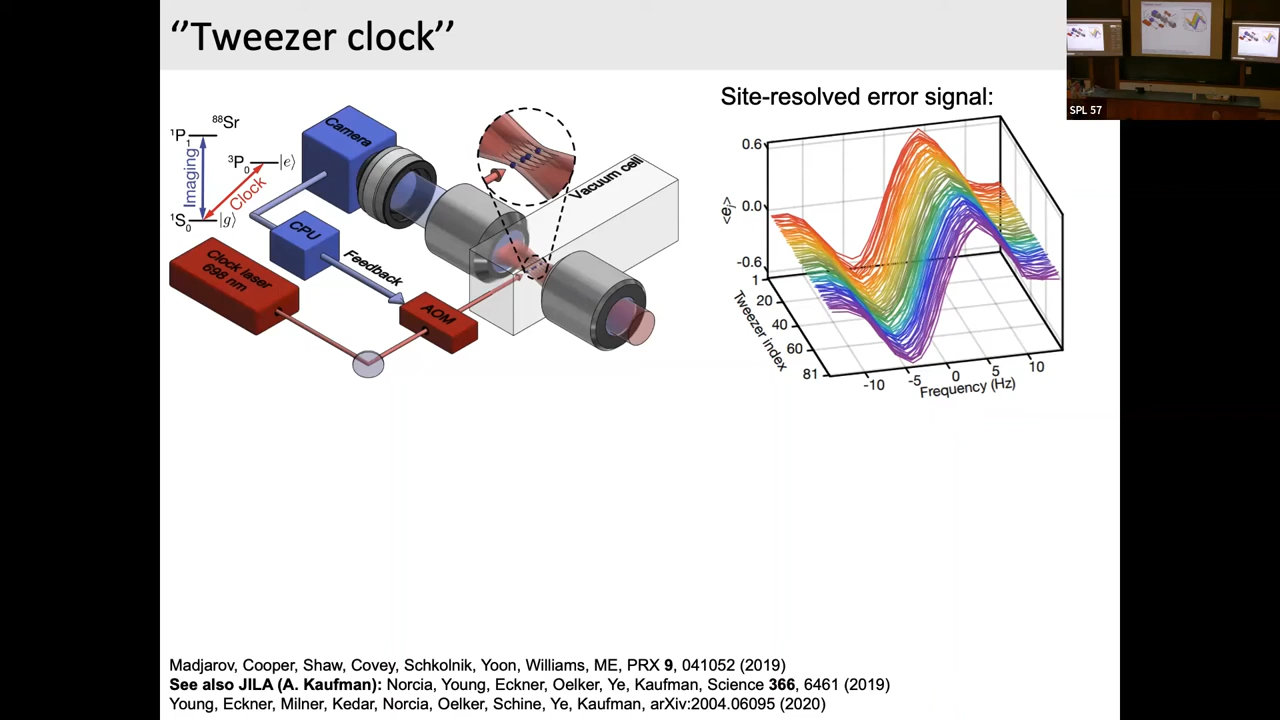 ‘’Tweezer clock’’
88Sr
1P1
Imaging
3P0 |e⟩
Clock
1S0 |g⟩
Camera
CPU
Feedback
Clock laser
698 nm
AOM
Vacuum cell
Site-resolved error signal:
0.6
0.0
-0.6
<ej>
1
20
40
60
81
Tweezer index
-10
-5
0
5
10
Frequency (Hz)
Madjarov, Cooper, Shaw, Covey, Schkolnik, Yoon, Williams, ME, PRX 9, 041052 (2019)
See also JILA (A. Kaufman): Norcia, Young, Eckner, Oelker, Ye, Kaufman, Science 366, 6461 (2019)
Young, Eckner, Milner, Kedar, Norcia, Oelker, Schine, Ye, Kaufman, arXiv:2004.06095 (2020)
SPL 57